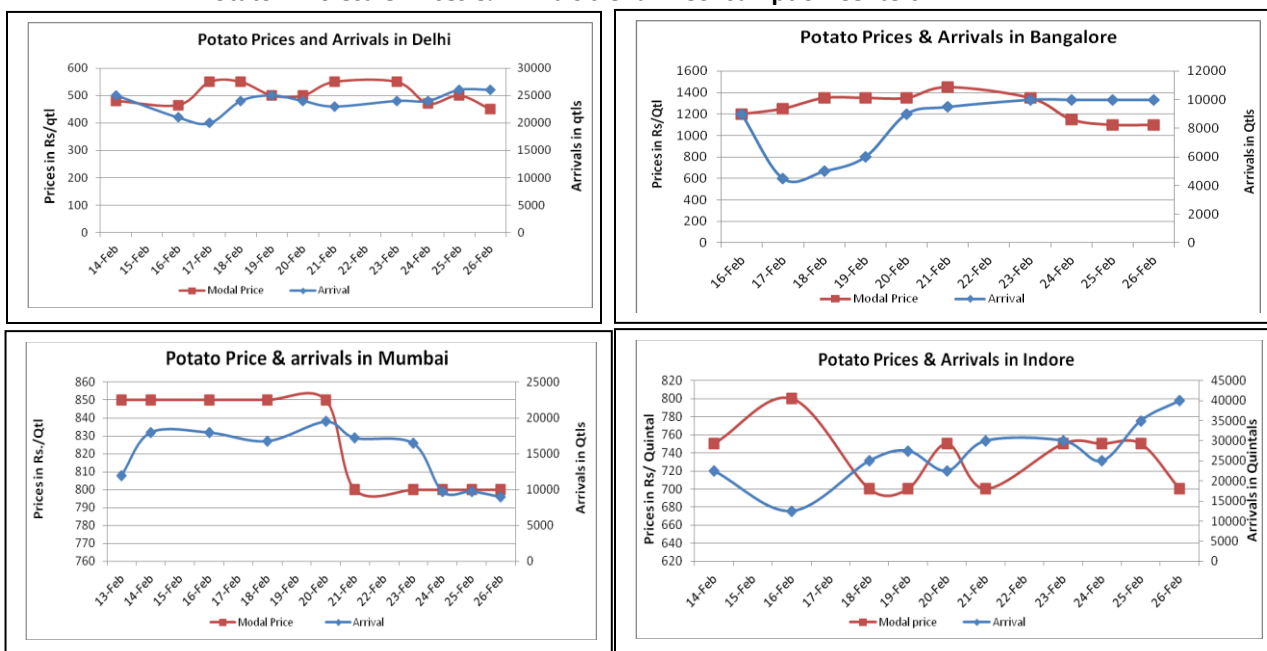 Potato Prices and Arrivals in Delhi
Prices in Rs/qtl
600
500
400
300
200
100
0
30000
25000
20000
15000
10000
5000
0
Arrivals in qtls
14-Feb
15-Feb
16-Feb
17-Feb
18-Feb
19-Feb
20-Feb
21-Feb
22-Feb
23-Feb
24-Feb
25-Feb
26-Feb
Modal Price Arrival
Potato Prices & Arrivals in Bangalore
Prices in Rs/Qtl
1600
1400
1200
1000
800
600
400
200
0
12000
10000
8000
6000
4000
2000
0
Arrivals in Qtls
16-Feb
17-Feb
18-Feb
19-Feb
20-Feb
21-Feb
22-Feb
23-Feb
24-Feb
25-Feb
26-Feb
Modal Price Arrival
Potato Price & arrivals in Mumbai
Prices in Rs./Qtl
860
850
840
830
820
810
800
790
780
770
760
25000
20000
15000
10000
5000
0
Arrivals in Qtls
13-Feb
14-Feb
15-Feb
16-Feb
17-Feb
18-Feb
19-Feb
20-Feb
21-Feb
22-Feb
23-Feb
24-Feb
25-Feb
26-Feb
Modal Price Arrival
Potato Prices & Arrivals in Indore
Prices in Rs/ Quintal
820
800
780
760
740
720
700
680
660
640
620
45000
40000
35000
30000
25000
20000
15000
10000
5000
0
Arrivals in Quintals
14-Feb
15-Feb
16-Feb
18-Feb
19-Feb
20-Feb
21-Feb
23-Feb
24-Feb
25-Feb
26-Feb
Modal price Arrival